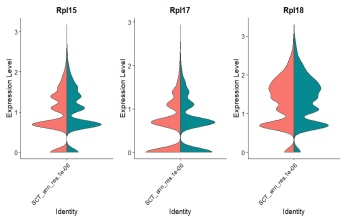 Rpl15
Rpl17
Rpl18
Expression Level
3
2
1
0
SCT_snn_res.1e-06
Identity
Expression Level
3
2
1
0
SCT_snn_res.1e-06
Identity
Expression Level
3
2
1
0
SCT_snn_res.1e-06
Identity